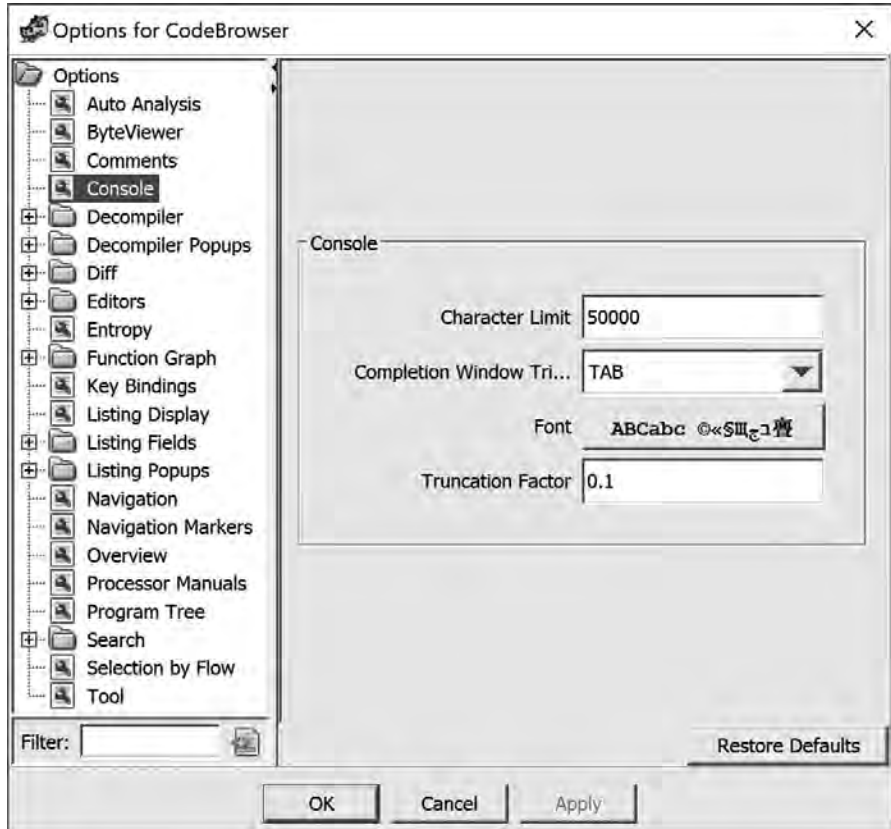 Options for CodeBrowser
Options
Auto Analysis
ByteViewer
Comments
Console
Decompiler
Decompiler Popups
Diff
Editors
Entropy
Function Graph
Key Bindings
Listing Display
Listing Fields
Listing Popups
Navigation
Navigation Markers
Overview
Processor Manuals
Program Tree
Search
Selection by Flow
Tool
Filter:
Console
Character Limit 50000
Completion Window Tri... TAB
Font ABCabc ©«§
Truncation Factor 0.1
Restore Defaults
OK Cancel Apply